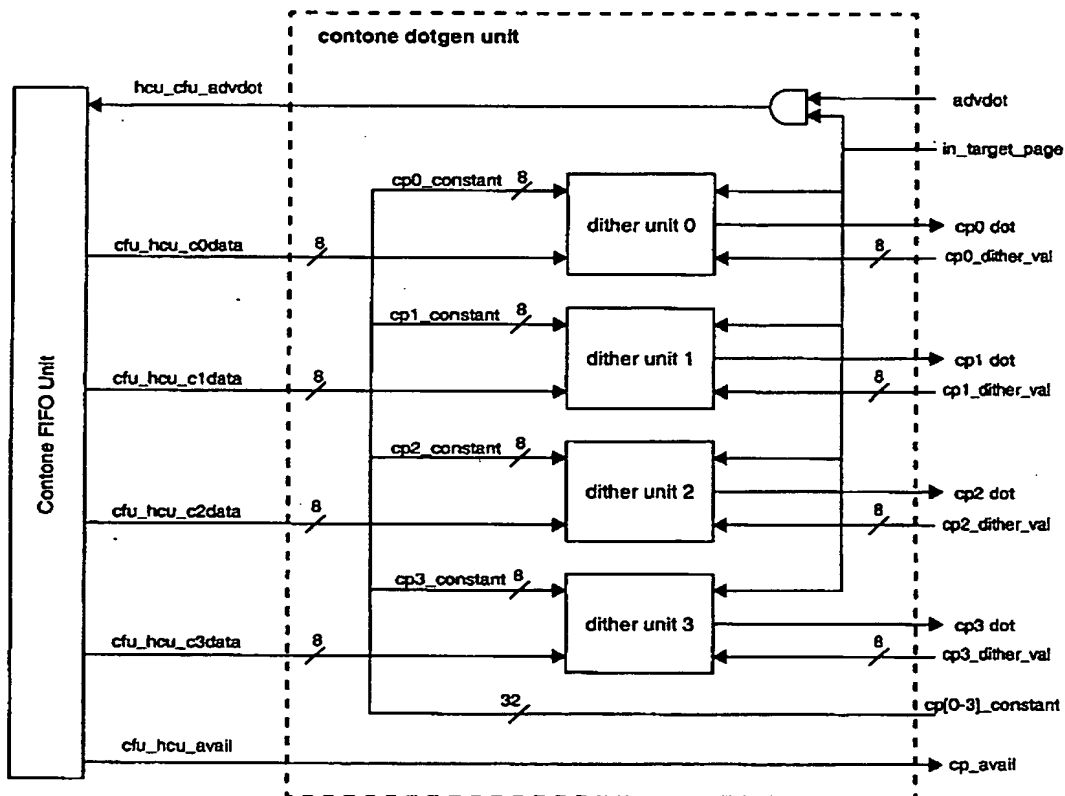 contone dotgen unit
hcu_cfu_advdot
advdot
in_target_page
cp0_constant 8
dither unit 0
cp0 dot
cfu_hcu_c0data 8
8 cp0_dither_val
cp1_constant 8
dither unit 1
cp1 dot
cfu_hcu_c1data 8
8 cp1_dither_val
Contone FIFO Unit
cp2_constant 8
dither unit 2
cp2 dot
cfu_hcu_c2data 8
8 cp2_dither_val
cp3_constant 8
dither unit 3
cp3 dot
cfu_hcu_c3data 8
8 cp3_dither_val
32 cp[0-3]_constant
cfu_hcu_avail
cp_avail